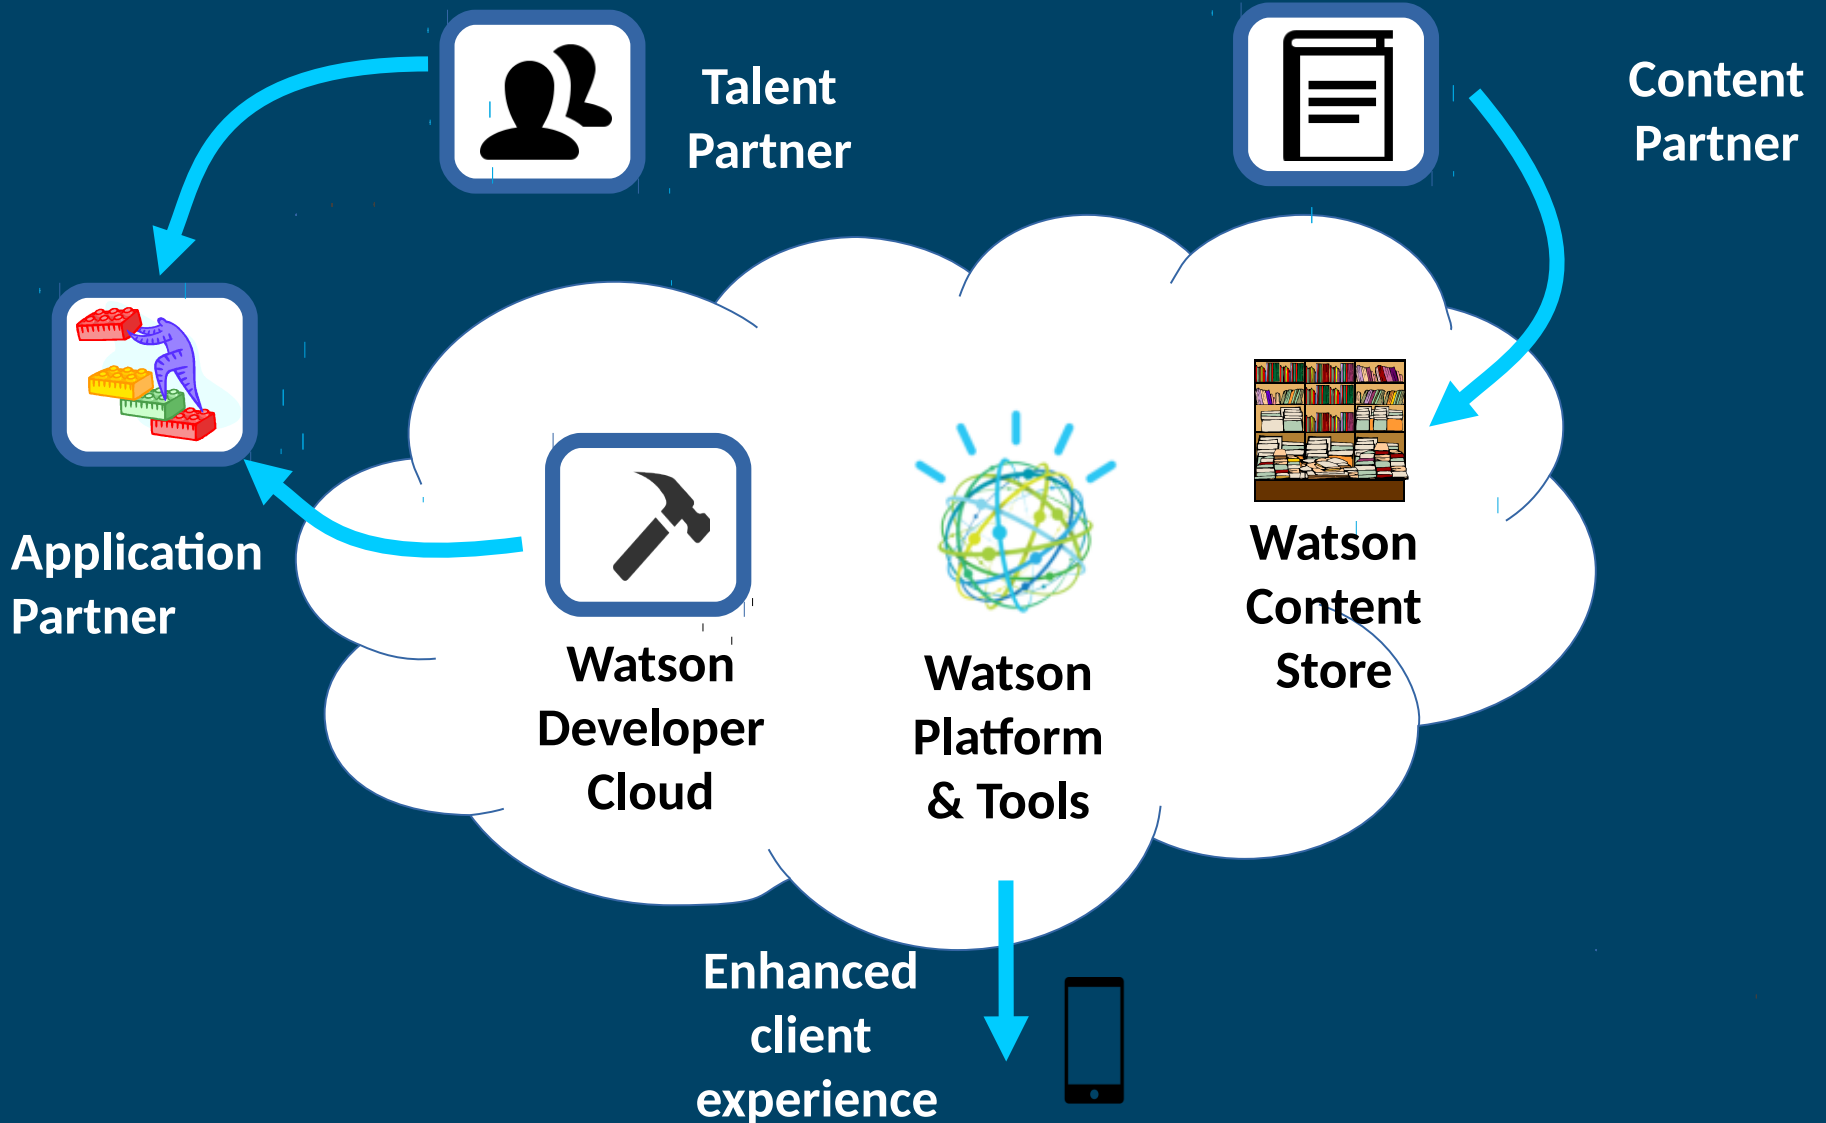 Talent
Partner
Content
Partner
Application
Partner
Watson
Developer
Cloud
Watson
Platform
& Tools
Watson
Content
Store
Enhanced
client
experience